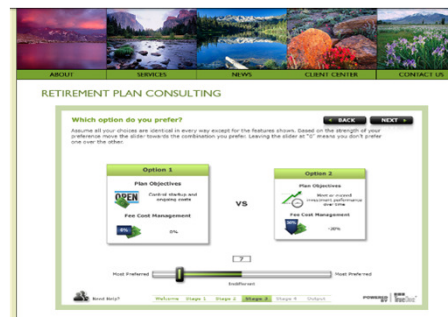 ABOUT SERVICES NEWS CLIENT CENTER CONTACT US
RETIREMENT PLAN CONSULTING
Which option do you prefer?
BACK NEXT
Assume all your choices are identical in every way except for the features shown. Based on the strength of your
preference move the slider towards the combination you prefer. Leaving the slider at "0" means you don't prefer
one over the other.
Option 1
Plan Objectives
OPEN
Control startup and
ongoing costs
Fee Cost Management
0%
VS
Option 2
Plan Objectives
Meet or exceed
investment performance
over time
Fee Cost Management
-30%
7
Most Preferred Most Preferred
Indifferent
Need Help?
Welcome Stage 1 Stage 2 Stage 3 Stage 4 Output
POWERED
BY